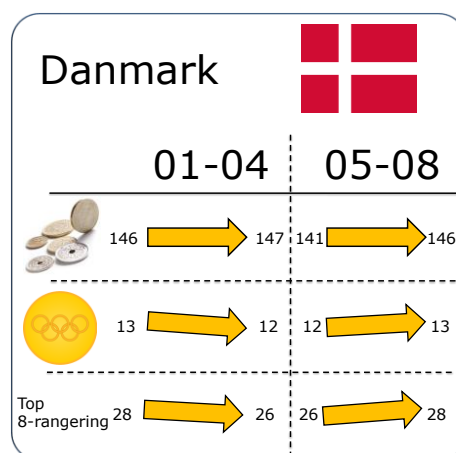 Danmark
01-04 05-08
146 147 141 146
13 12 12 13
Top
8-rangering 28 26 26 28